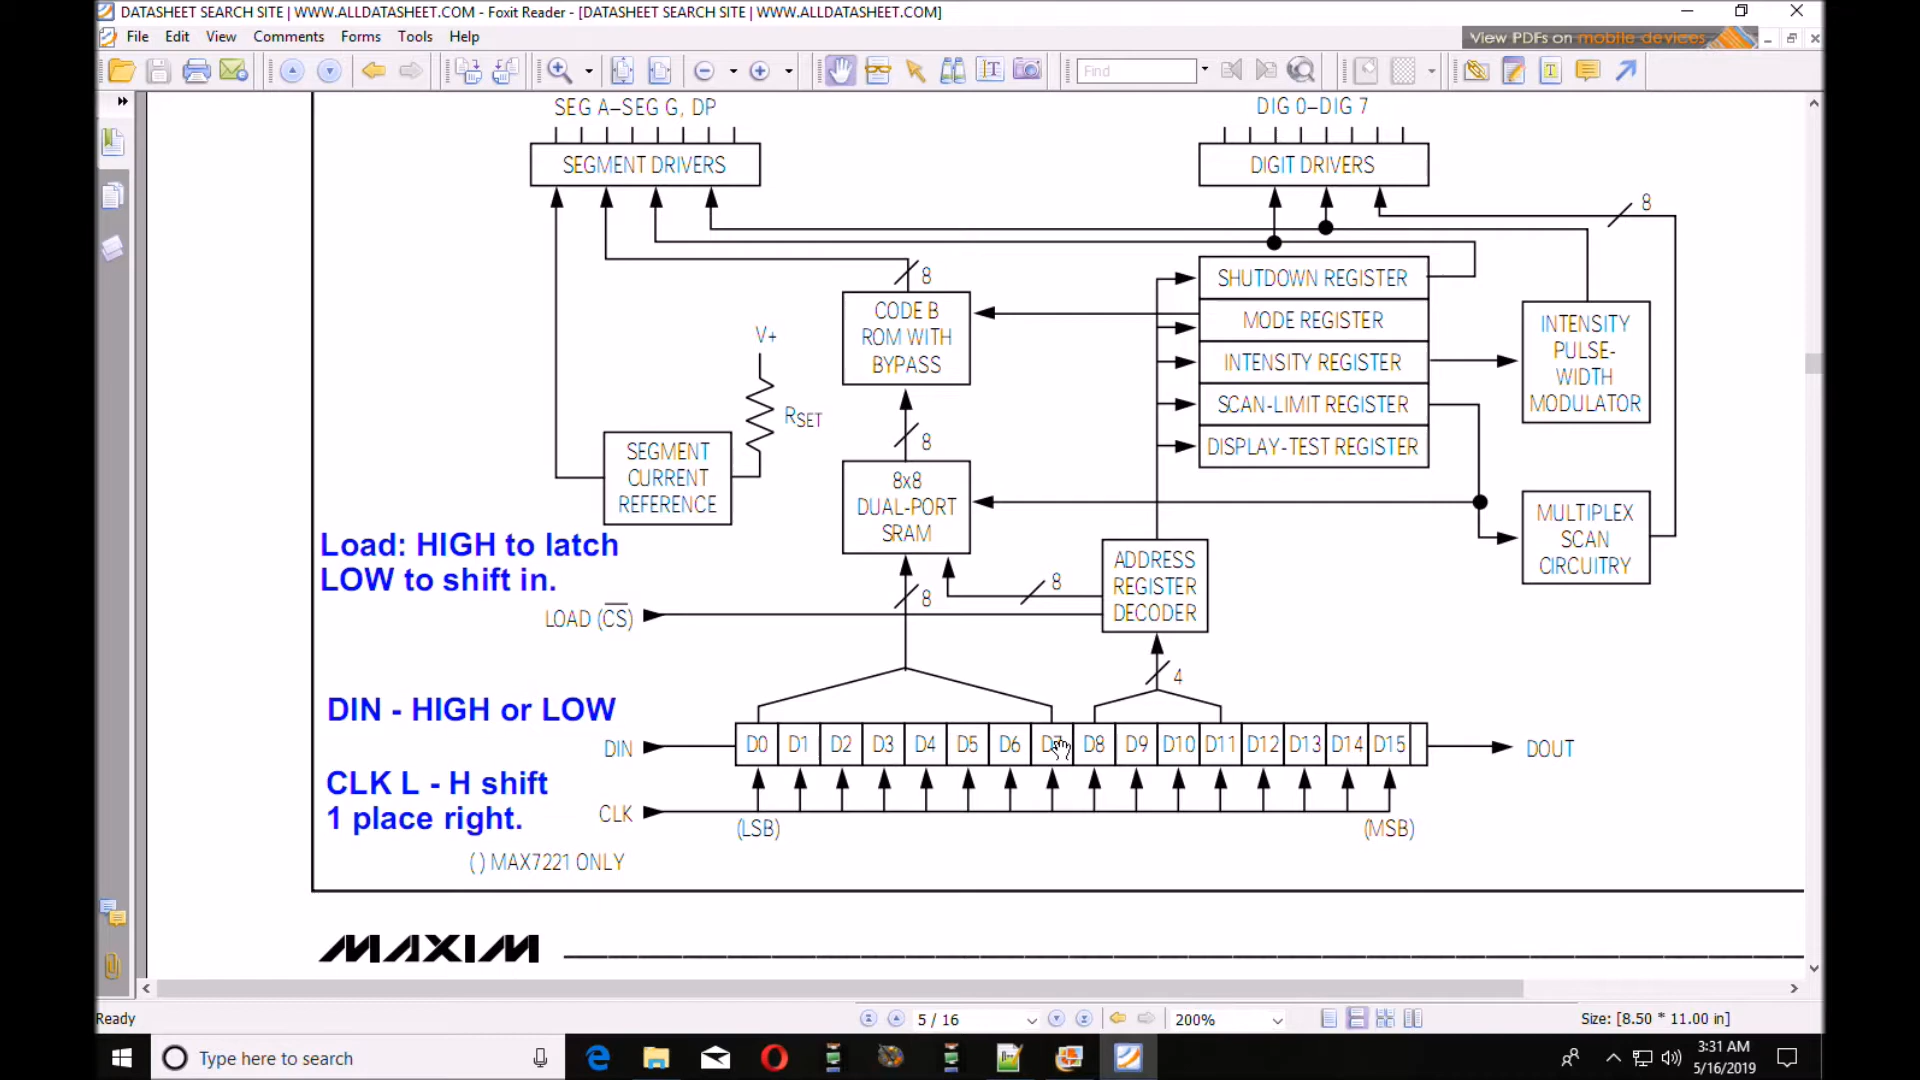 DATASHEET SEARCH SITE | WWW.ALLDATASHEET.COM - Foxit Reader - [DATASHEET SEARCH SITE | WWW.ALLDATASHEET.COM]
File Edit View Comments Forms Tools Help
View PDFs on mobile devices
Find
SEG A–SEG G, DP
DIG 0–DIG 7
SEGMENT DRIVERS
DIGIT DRIVERS
8
8
CODE B
ROM WITH
BYPASS
SHUTDOWN REGISTER
MODE REGISTER
INTENSITY REGISTER
SCAN-LIMIT REGISTER
DISPLAY-TEST REGISTER
INTENSITY
PULSE-
WIDTH
MODULATOR
V+
RSET
8
SEGMENT
CURRENT
REFERENCE
8x8
DUAL-PORT
SRAM
MULTIPLEX
SCAN
CIRCUITRY
Load: HIGH to latch
LOW to shift in.
ADDRESS
REGISTER
DECODER
8
8
LOAD (CS)
4
DIN - HIGH or LOW
DIN
D0 D1 D2 D3 D4 D5 D6 D7 D8 D9 D10 D11 D12 D13 D14 D15
DOUT
CLK L - H shift
1 place right.
CLK
(LSB)
(MSB)
( ) MAX7221 ONLY
MAXIM
Ready
5 / 16
200%
Size: [8.50 * 11.00 in]
Type here to search
3:31 AM
5/16/2019